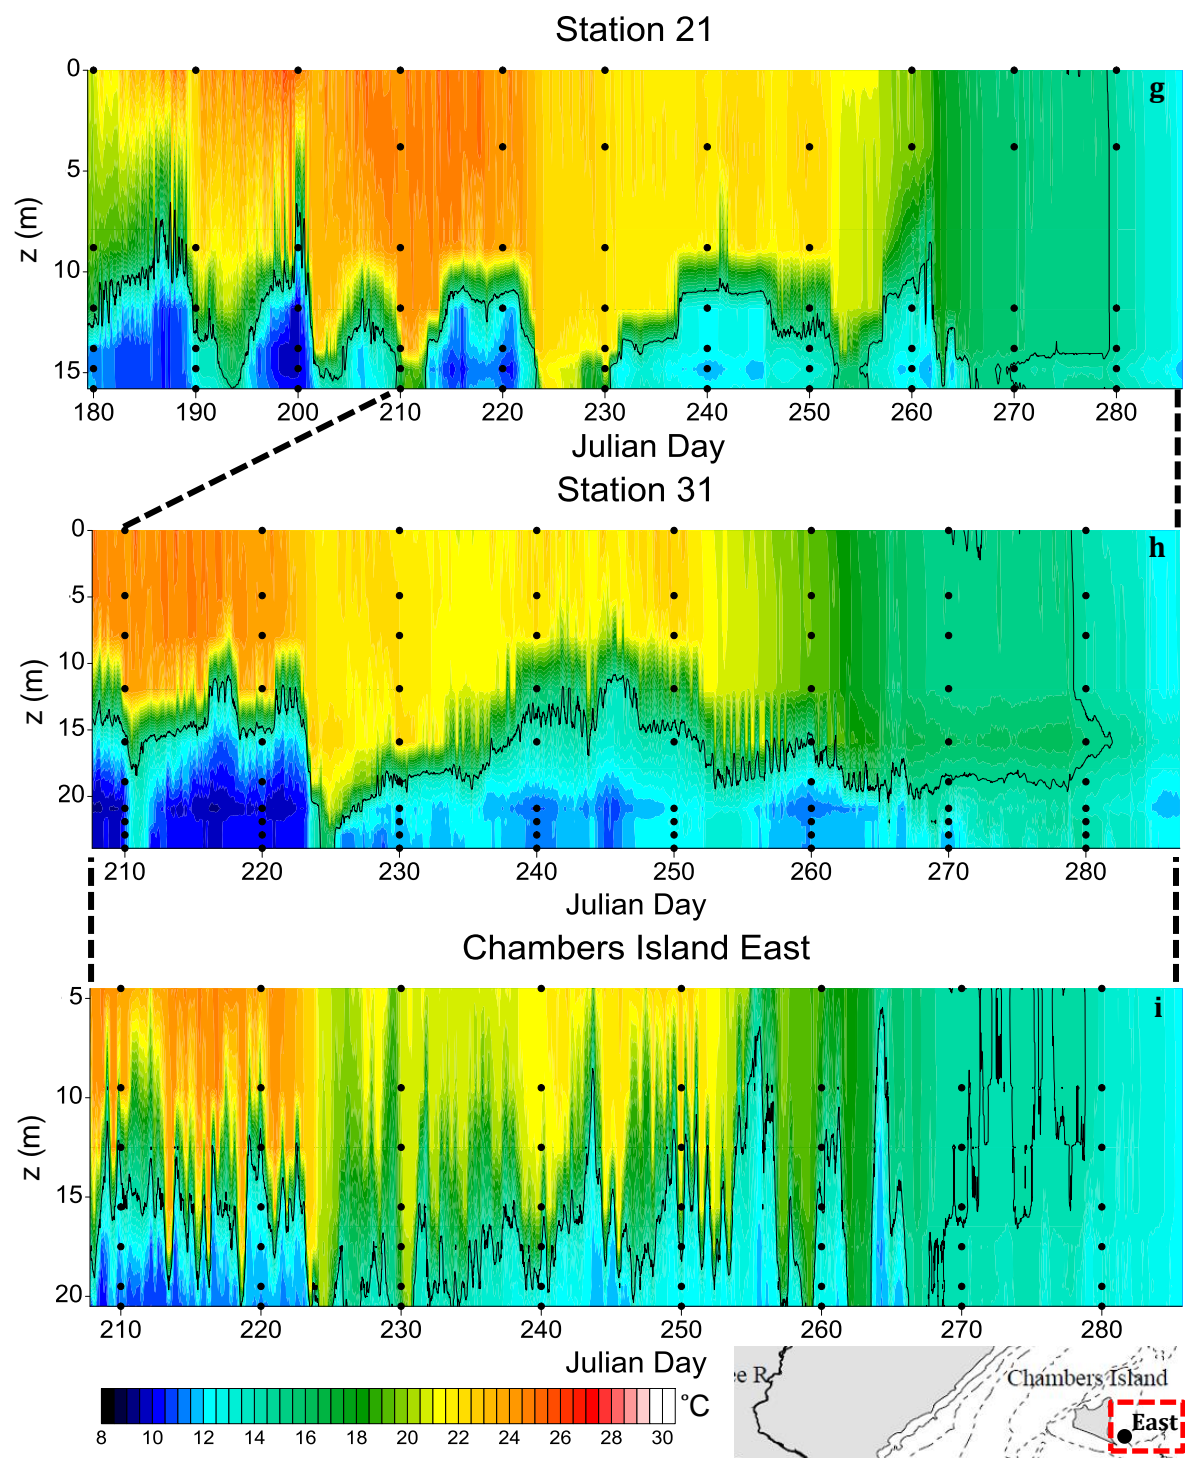 Station 21
g
0
5
10
15
z (m)
180 190 200 210 220 230 240 250 260 270 280
Julian Day
Station 31
h
0
5
10
15
20
z (m)
210 220 230 240 250 260 270 280
Julian Day
Chambers Island East
i
5
10
15
20
z (m)
210 220 230 240 250 260 270 280
Julian Day
°C
8 10 12 14 16 18 20 22 24 26 28 30
ee R.
Chambers Island
East